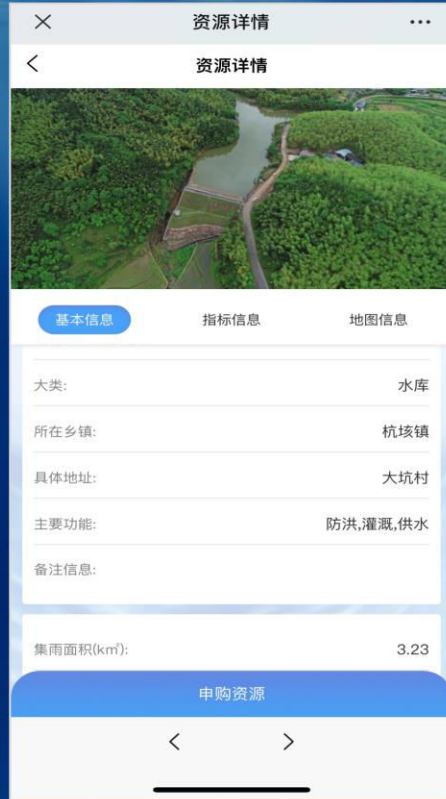 资源详情
资源详情
基本信息 指标信息 地图信息
大类: 水库
所在乡镇: 杭垓镇
具体地址: 大坑村
主要功能: 防洪,灌溉,供水
备注信息:
集雨面积(km²): 3.23
申购资源